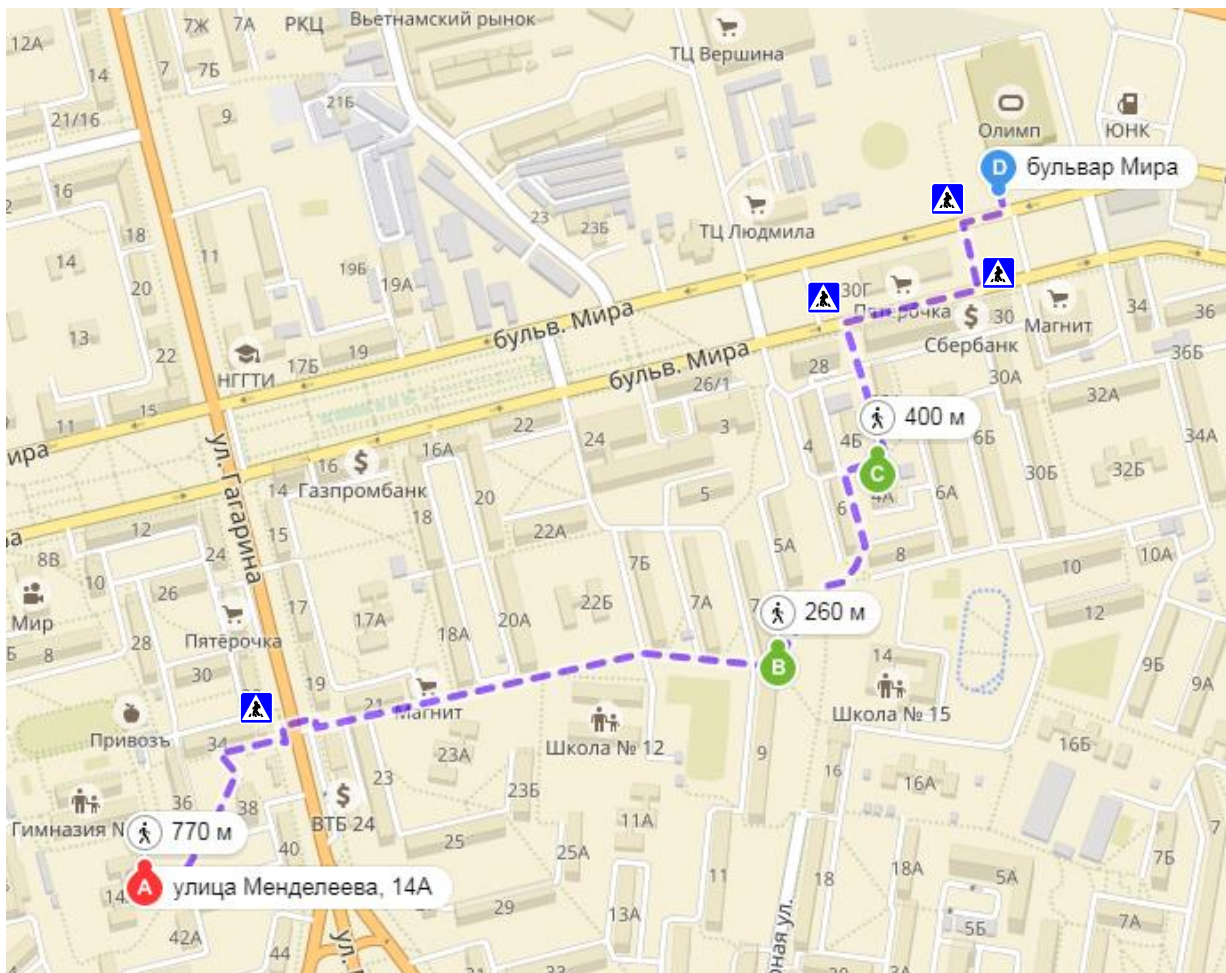 7Ж
7А
РКЦ
Вьетнамский рынок
12А
ТЦ Вершина
14
7
7Б
21Б
21/16
9
Олимп
ЮНК
D
бульвар Мира
16
18
23
23Б
ТЦ Людмила
11
14
20
19Б
19А
30Г
Пятёрочка
30
Магнит
34
36
13
22
бульв. Мира
Сбербанк
НГГТИ
17Б
19
бульв. Мира
28
36Б
30А
26/1
32А
15
11
ира
ул. Гагарина
22
24
3
400 м
4
4Б
6Б
34А
16А
16
Газпромбанк
14
20
5
C
4А
6А
30Б
32Б
18
6
12
15
22А
5А
8
8В
24
7Б
10
10А
10
26
Мир
Пятёрочка
17
17А
22Б
7А
260 м
12
Б
8
28
18А
20А
B
14
9Б
30
19
9А
21
Магнит
Школа № 15
Привозъ
Школа № 12
34
23А
9
16Б
23
16
16А
36
38
23Б
Гимназия N
770 м
ВТБ 24
11А
7
40
25
25А
7Б
A
улица Менделеева, 14А
11
18
18А
5А
29
13А
7А
42А
5Б
44
рная ул.